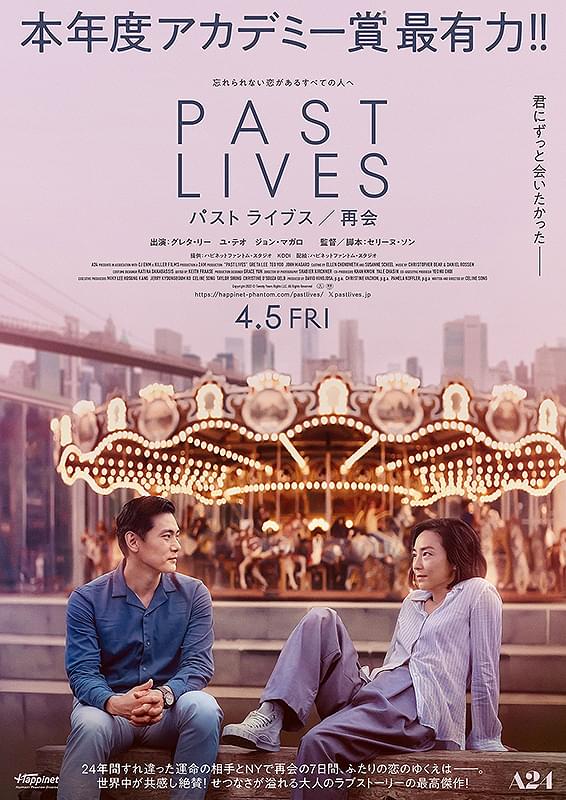 本年度アカデミー賞 最有力!!
忘れられない恋があるすべての人へ
PAST
LIVES
パスト ライブス／再会
君にずっと会いたかった——
出演：グレタ・リー ユ・テオ ジョン・マガロ 監督／脚本：セリーヌ・ソン
提供：ハピネットファントム・スタジオ KDDI 配給：ハピネットファントム・スタジオ
https://happinet-phantom.com/pastlives/ X pastlives.jp
4.5 FRI
24年間すれ違った運命の相手とNYで再会の7日間、ふたりの恋のゆくえは——。
世界中が共感し絶賛！せつなさが溢れる大人のラブストーリーの最高傑作！
Happinet
A24